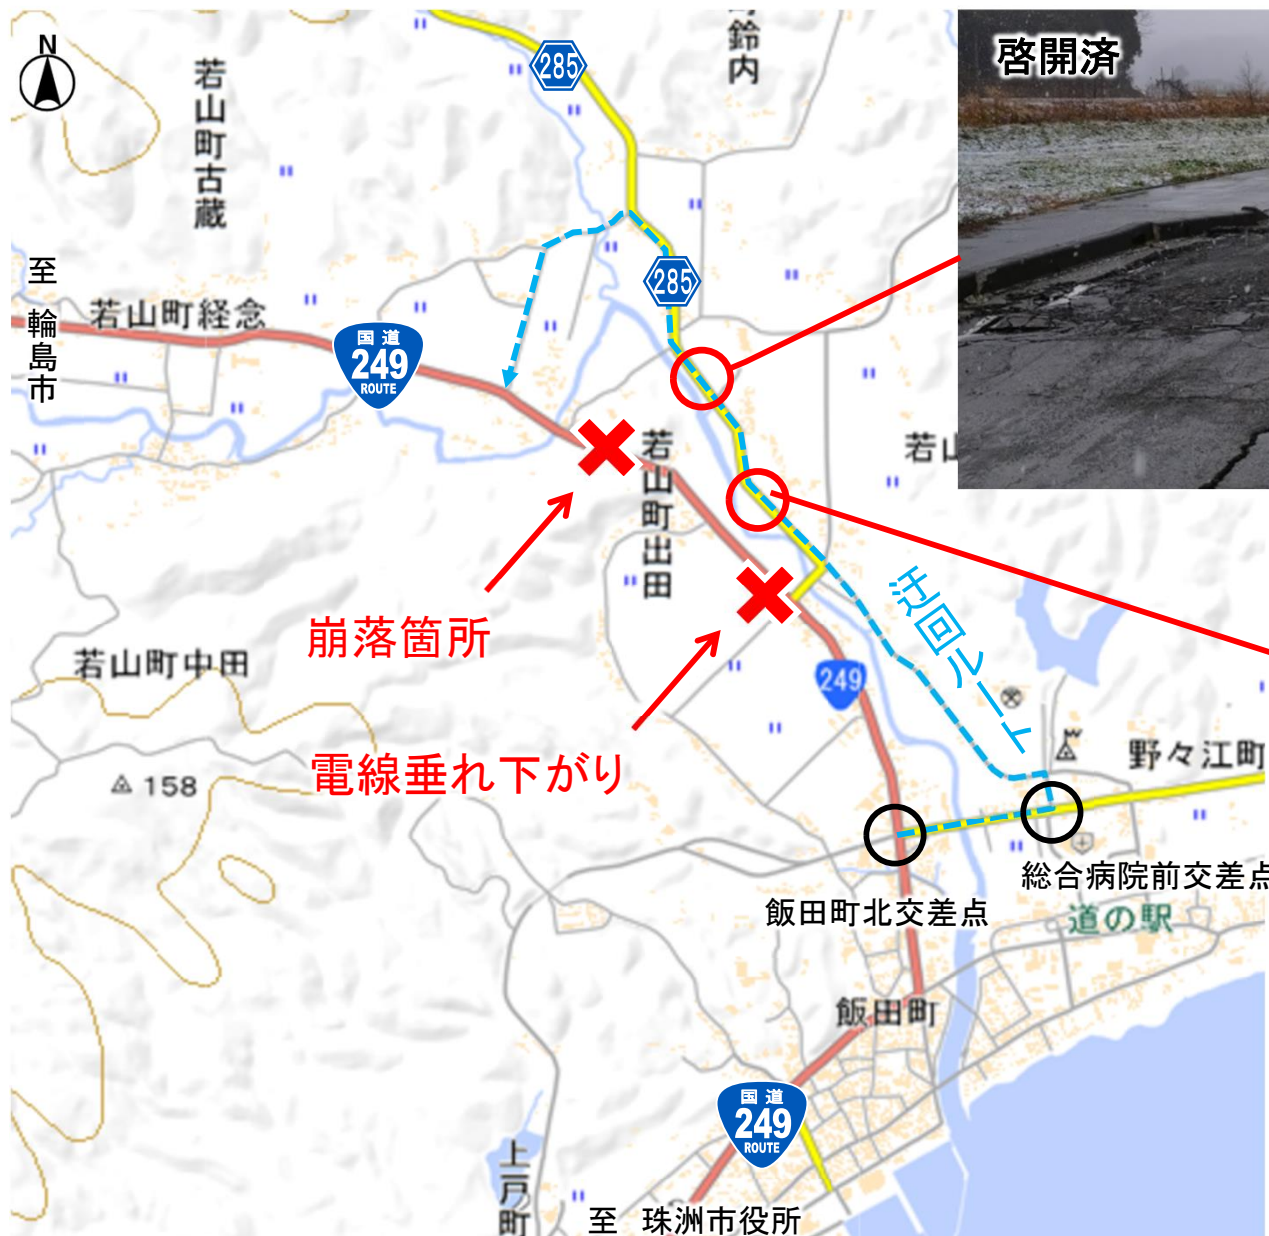 N
285
鈴内
啓開済
若山町古蔵
至 輪島市
若山町経念
国道
249
ROUTE
285
若山町出田
若山
崩落箇所
迂回ルート
若山町中田
249
電線垂れ下がり
158
野々江町
総合病院前交差点
飯田町北交差点
道の駅
飯田町
国道
249
ROUTE
上戸町
至 珠洲市役所